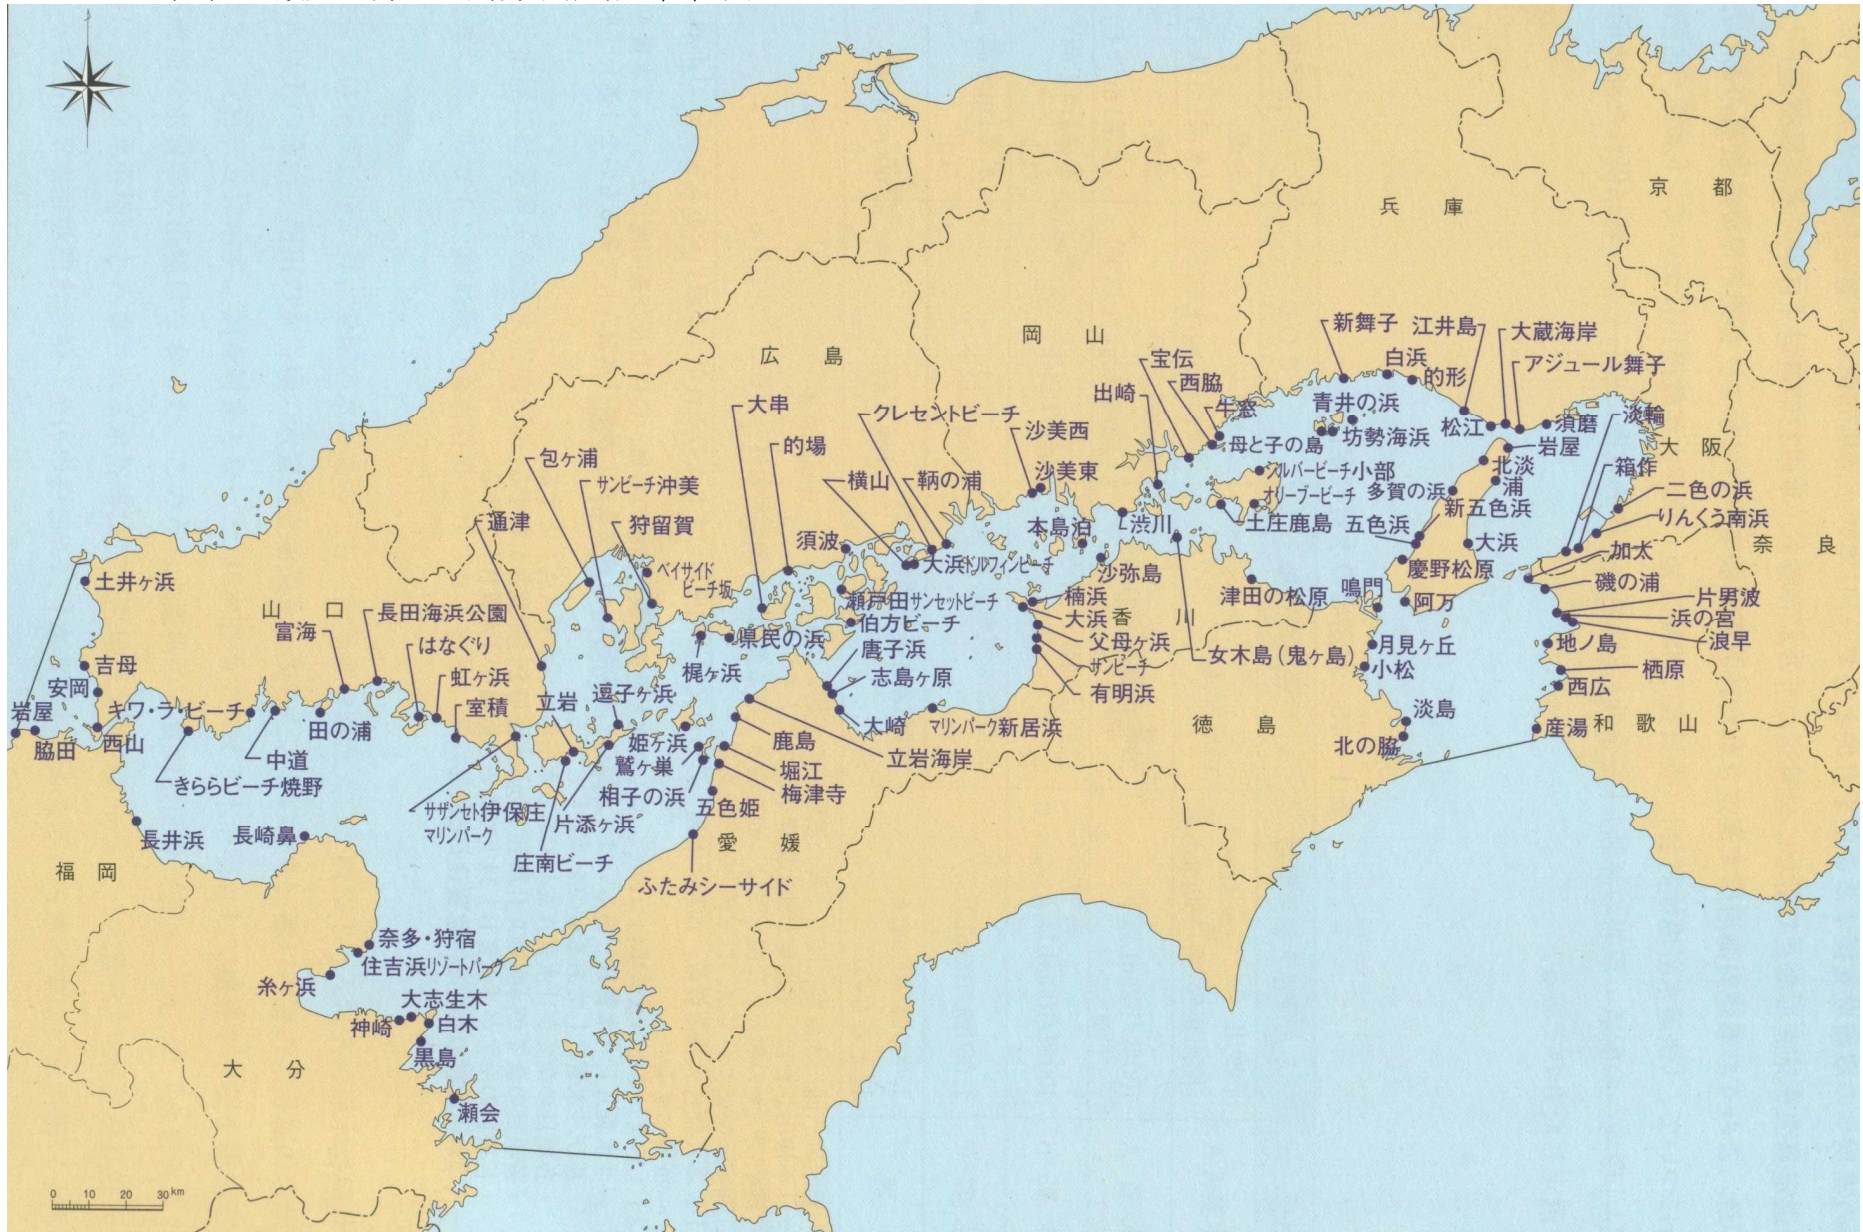 京 都
兵 庫
岡 山
広 島
大 阪
奈 良
山 口
香 川
徳 島
和 歌 山
愛 媛
福 岡
大 分
新舞子
江井島
大蔵海岸
白浜
的形
アジュール舞子
宝伝
西脇
出崎
牛窓
青井の浜
松江
須磨
淡輪
大串
クレセントビーチ
沙美西
母と子の島
坊勢海浜
岩屋
包ヶ浦
的場
北淡
箱作
サンビーチ沖美
横山
鞆の浦
沙美東
シルバービーチ小部
多賀の浜
浦
二色の浜
オリーブビーチ
新五色浜
りんくう南浜
通津
狩留賀
須波
本島泊
渋川
土庄鹿島
五色浜
大浜
加太
ベイサイド
ビーチ坂
大浜ドルフィンビーチ
沙弥島
慶野松原
磯の浦
土井ヶ浜
瀬戸田サンセットビーチ
楠浜
津田の松原
鳴門
阿万
片男波
長田海浜公園
大浜
浜の宮
富海
はなぐり
県民の浜
伯方ビーチ
父母ヶ浜
月見ヶ丘
地ノ島
浪早
吉母
虹ヶ浜
梶ヶ浜
唐子浜
サンビーチ
女木島(鬼ヶ島)
小松
栖原
安岡
室積
立岩
逗子ヶ浜
志島ヶ原
有明浜
西広
岩屋
キワ・ラ・ビーチ
田の浦
大崎
マリンパーク新居浜
淡島
産湯
脇田
西山
姫ヶ浜
鹿島
北の脇
中道
鷲ヶ巣
堀江
立岩海岸
きららビーチ焼野
相子の浜
五色姫
梅津寺
サザンセト伊保庄
マリンパーク
片添ヶ浜
長井浜
長崎鼻
庄南ビーチ
ふたみシーサイド
奈多・狩宿
住吉浜リゾートパーク
糸ヶ浜
大志生木
神崎
白木
黒島
瀬会
0 10 20 30 km